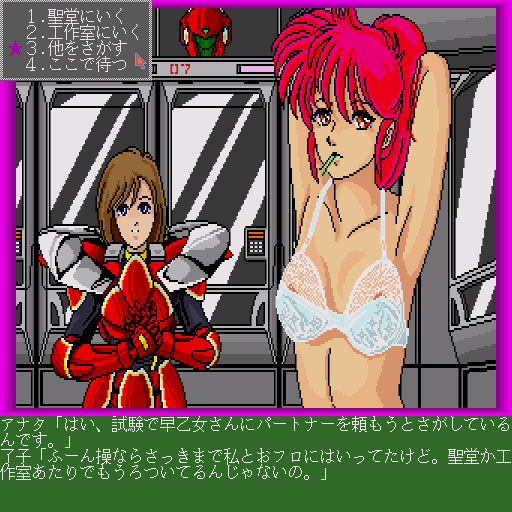 1.聖堂にいく
2.工作室にいく
★3.他をさがす
4.ここで待つ
07
アナタ「はい、試験で早乙女さんにパートナーを頼もうとさがしている
んです。」
了子「ふーん操ならさっきまで私とおフロにはいってたけど。聖堂か工
作室あたりでもうろついてるんじゃないの。」